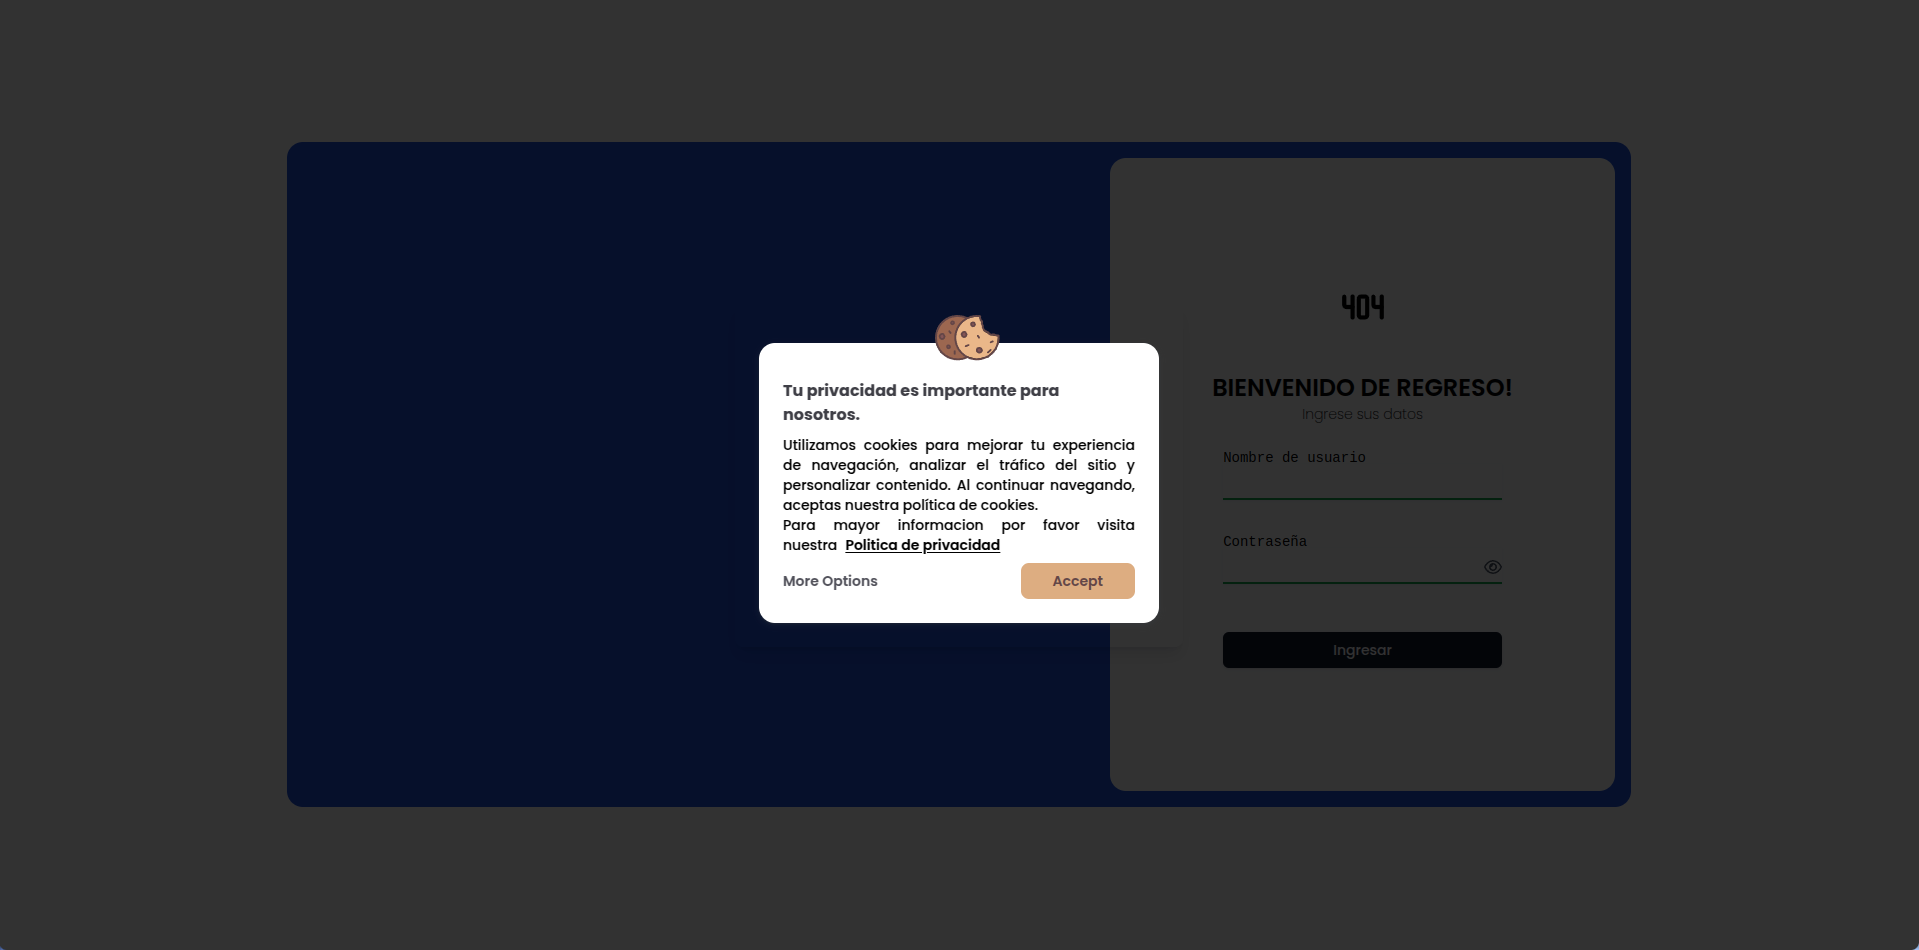 404
BIENVENIDO DE REGRESO!
Ingrese sus datos
Nombre de usuario
Contraseña
Ingresar
Tu privacidad es importante para
nosotros.
Utilizamos cookies para mejorar tu experiencia
de navegación, analizar el tráfico del sitio y
personalizar contenido. Al continuar navegando,
aceptas nuestra política de cookies.
Para mayor informacion por favor visita
nuestra Politica de privacidad
More Options
Accept